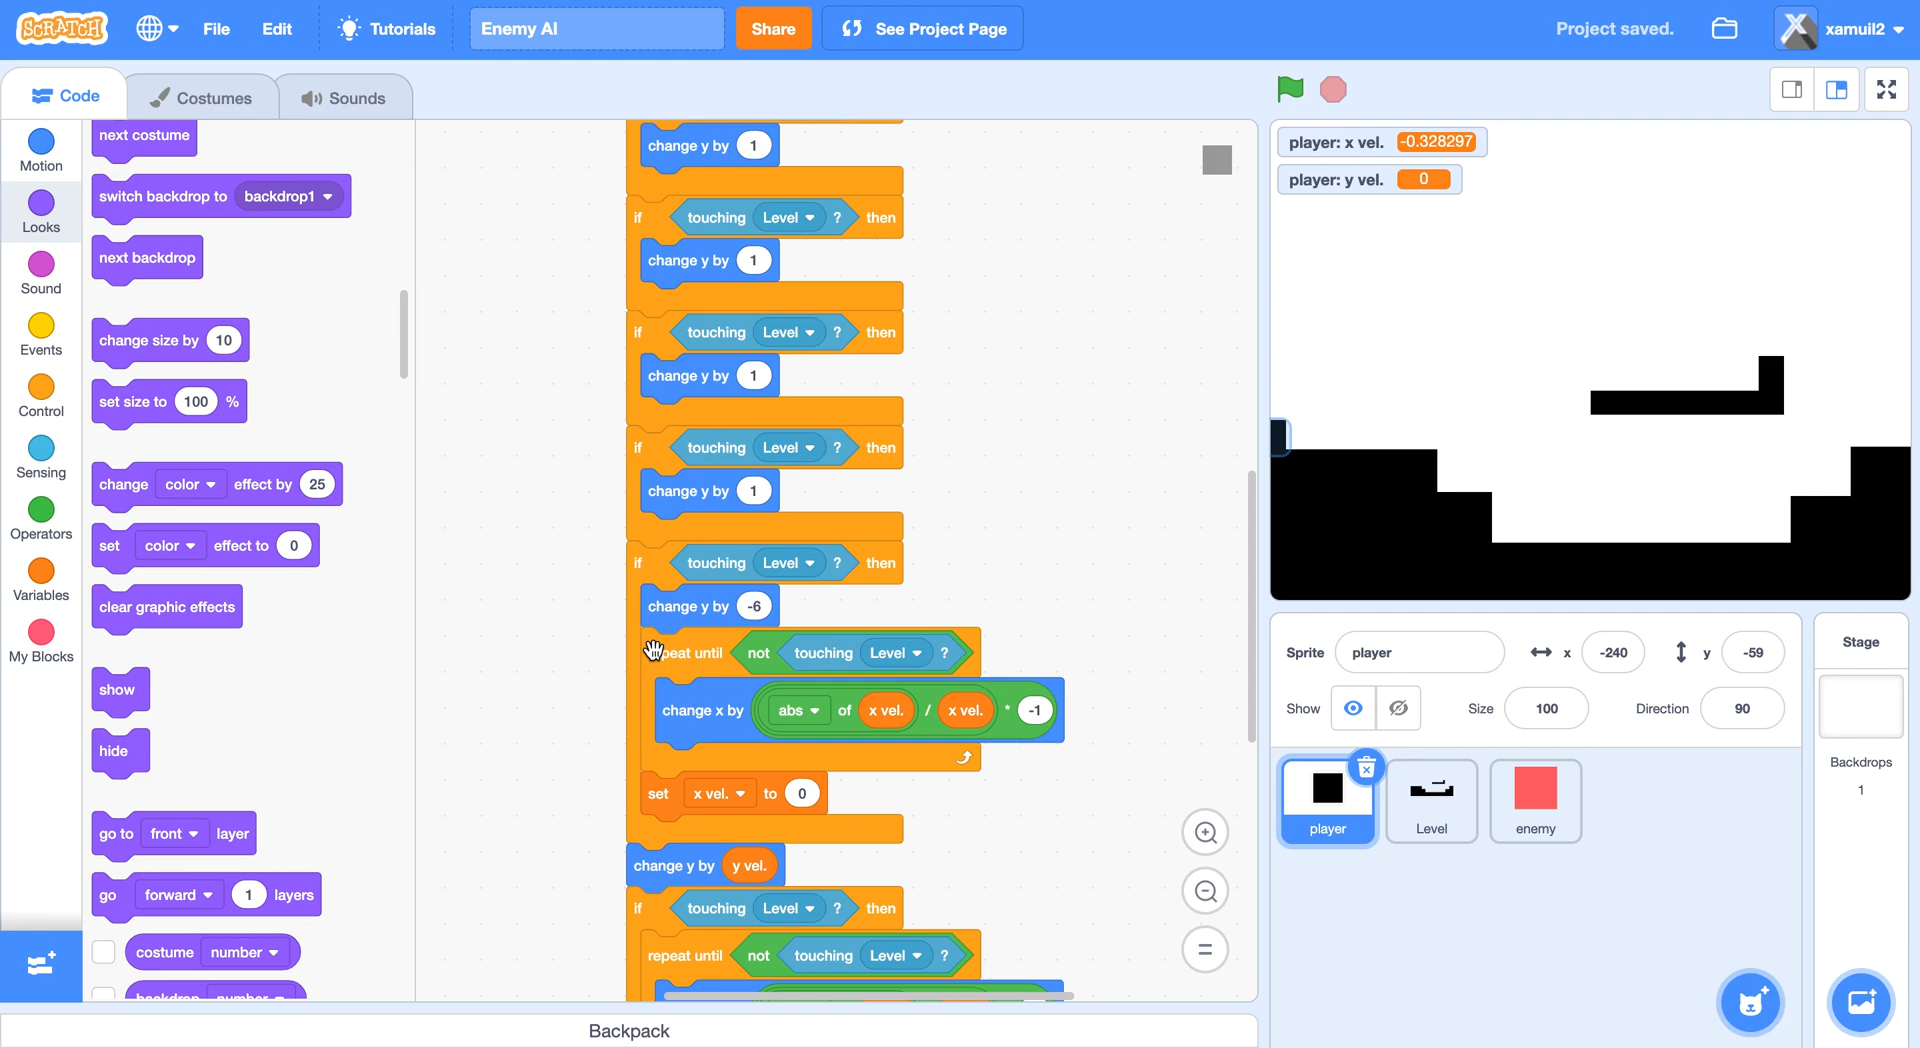 SCRATCH File Edit Tutorials Enemy AI Share See Project Page Project saved. xamuil2
Code Costumes Sounds
Motion
Looks
Sound
Events
Control
Sensing
Operators
Variables
My Blocks
next costume
switch backdrop to backdrop1
next backdrop
change size by 10
set size to 100 %
change color effect by 25
set color effect to 0
clear graphic effects
show
hide
go to front layer
go forward 1 layers
costume number
backdrop number
change y by 1
if touching Level ? then
change y by 1
if touching Level ? then
change y by 1
if touching Level ? then
change y by 1
if touching Level ? then
change y by -6
peat until not touching Level ?
change x by abs of x vel. / x vel. * -1
set x vel. to 0
change y by y vel.
if touching Level ? then
repeat until not touching Level ?
Backpack
player: x vel. -0.328297
player: y vel. 0
Sprite player x -240 y -59
Show Size 100 Direction 90
player Level enemy
Stage
Backdrops
1